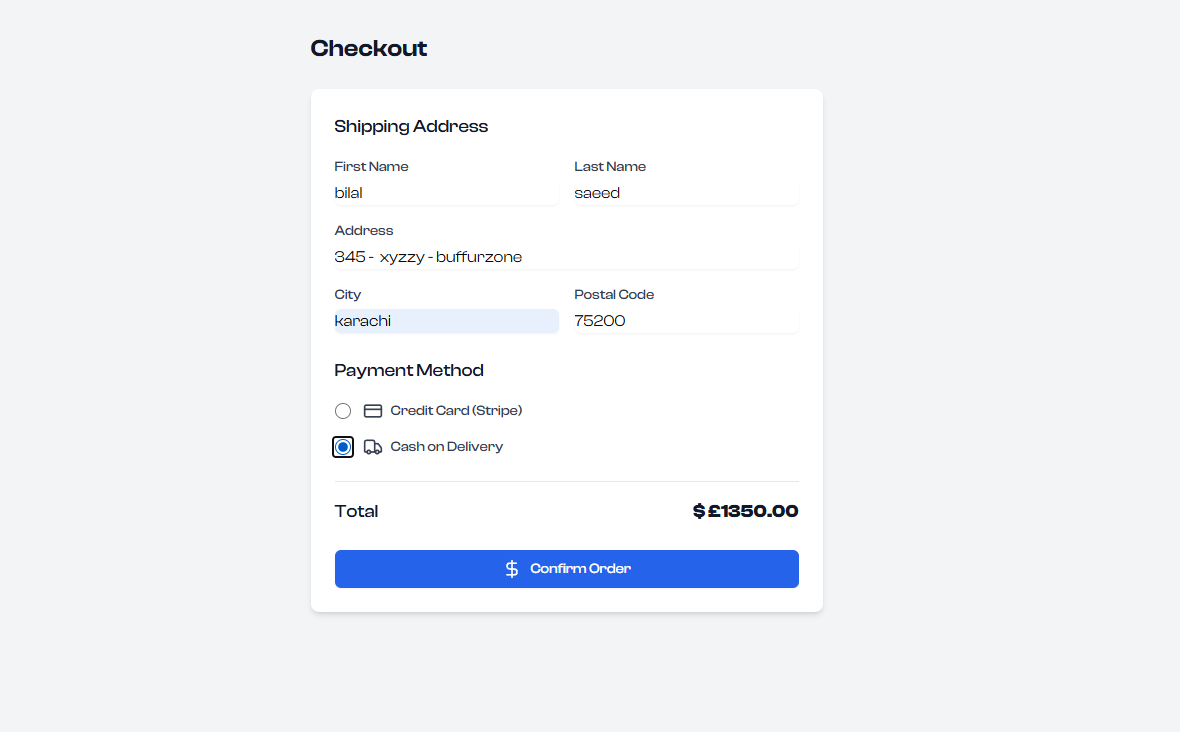 Checkout
Shipping Address
First Name Last Name
bilal saeed
Address
345 - xyzzy - buffurzone
City Postal Code
karachi 75200
Payment Method
Credit Card (Stripe)
Cash on Delivery
Total $ £1350.00
$ Confirm Order